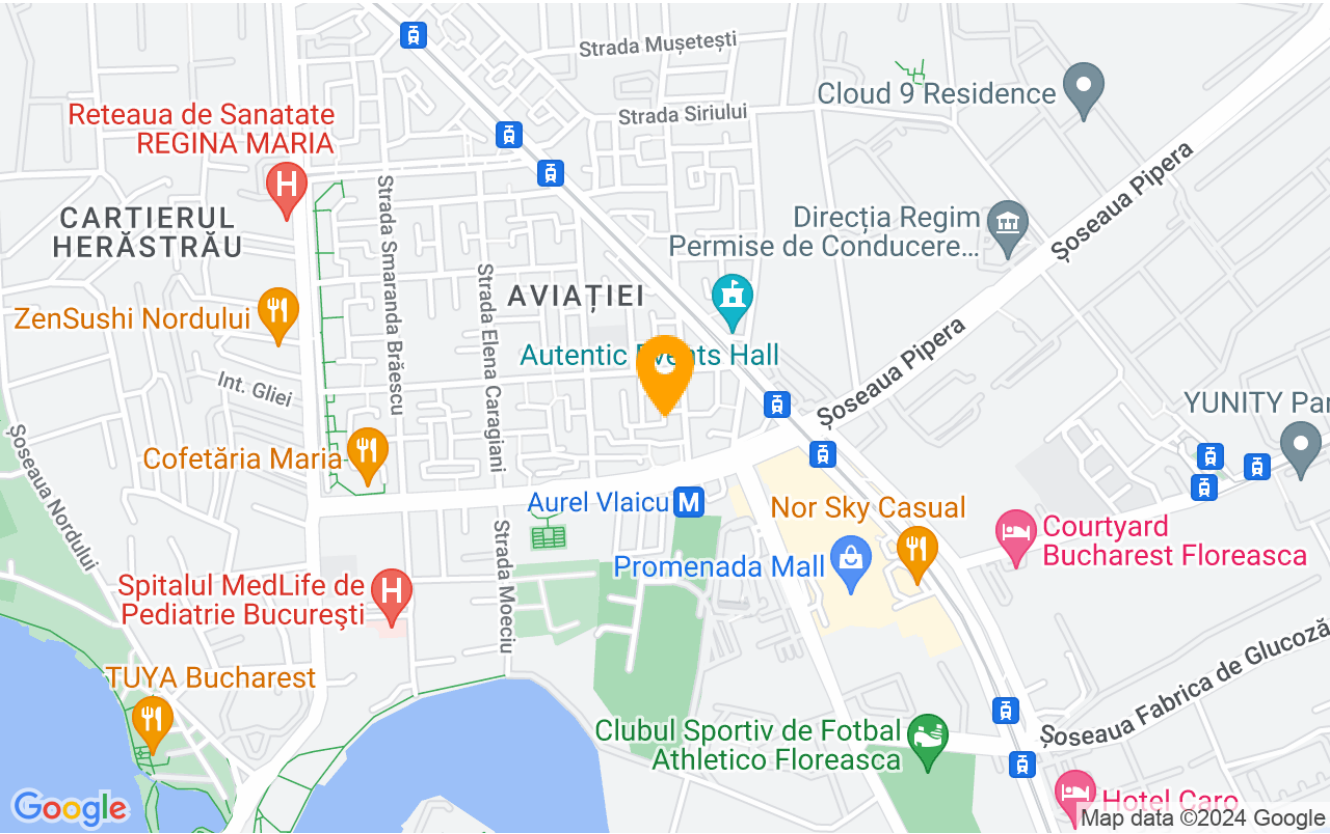 Strada Mușetești
Cloud 9 Residence
Strada Siriului
Reteaua de Sanatate
REGINA MARIA
H
Șoseaua Pipera
CARTIERUL
HERĂSTRĂU
Strada Smaranda Brăescu
Direcția Regim
Permise de Conducere...
Strada Elena Caragiani
AVIAȚIEI
ZenSushi Nordului
Autentic Events Hall
Șoseaua Pipera
Int. Gliei
YUNITY Par
Șoseaua Nordului
Cofetăria Maria
Aurel Vlaicu M
Nor Sky Casual
Courtyard
Bucharest Floreasca
Strada Moeciu
Promenada Mall
Spitalul MedLife de
Pediatrie Bucureşti
H
TUYA Bucharest
Șoseaua Fabrica de Glucoză
Clubul Sportiv de Fotbal
Athletico Floreasca
Hotel Caro
Google
Map data ©2024 Google